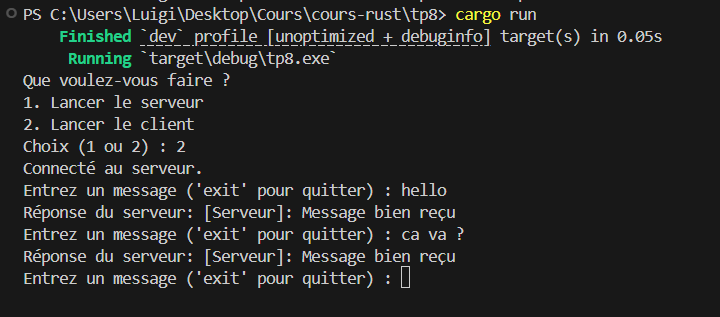 PS C:\Users\Luigi\Desktop\Cours\cours-rust\tp8> cargo run
Finished `dev` profile [unoptimized + debuginfo] target(s) in 0.05s
Running `target\debug\tp8.exe`
Que voulez-vous faire ?
1. Lancer le serveur
2. Lancer le client
Choix (1 ou 2) : 2
Connecté au serveur.
Entrez un message ('exit' pour quitter) : hello
Réponse du serveur: [Serveur]: Message bien reçu
Entrez un message ('exit' pour quitter) : ca va ?
Réponse du serveur: [Serveur]: Message bien reçu
Entrez un message ('exit' pour quitter) :